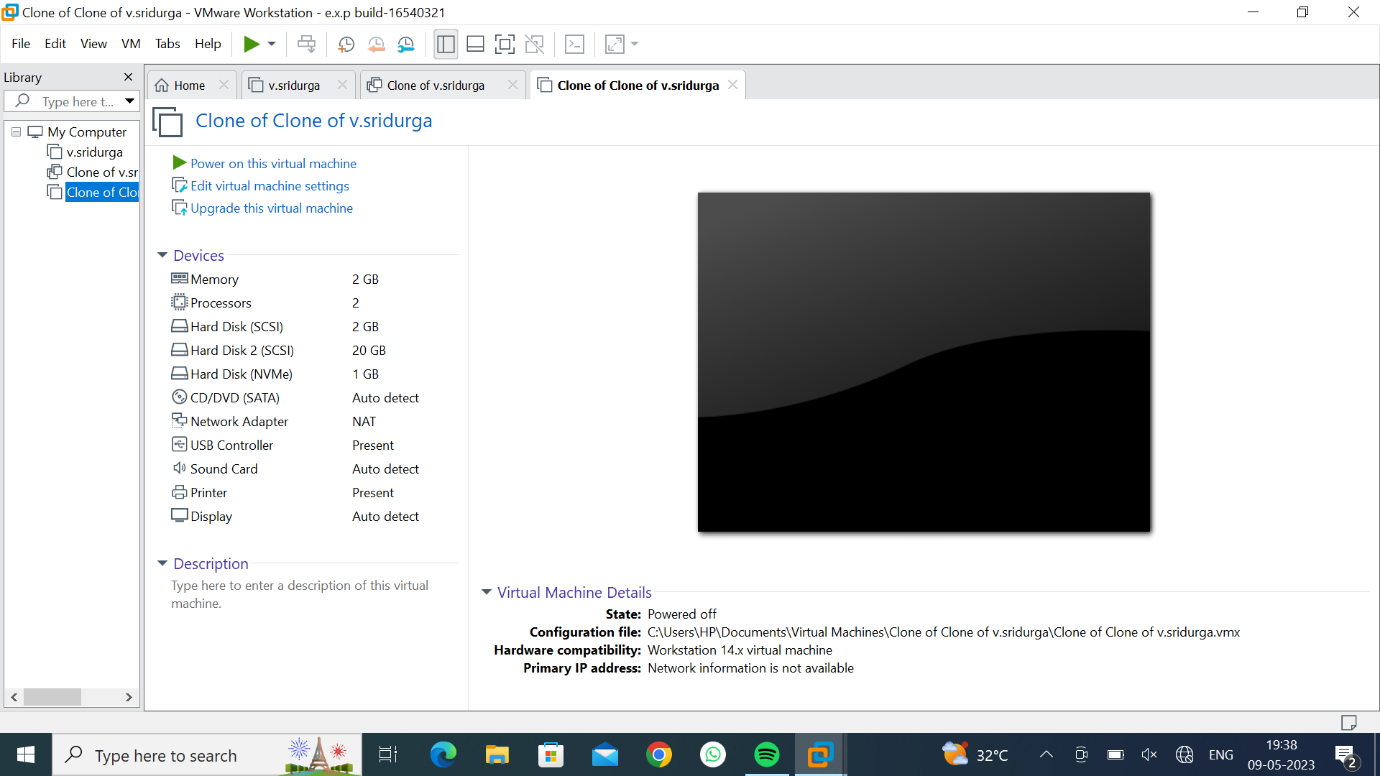 Clone of Clone of v.sridurga - VMware Workstation - e.x.p build-16540321
File Edit View VM Tabs Help
Library
Type here t...
My Computer
v.sridurga
Clone of v.sr
Clone of Clo
Home
v.sridurga
Clone of v.sridurga
Clone of Clone of v.sridurga
Clone of Clone of v.sridurga
Power on this virtual machine
Edit virtual machine settings
Upgrade this virtual machine
Devices
Memory 2 GB
Processors 2
Hard Disk (SCSI) 2 GB
Hard Disk 2 (SCSI) 20 GB
Hard Disk (NVMe) 1 GB
CD/DVD (SATA) Auto detect
Network Adapter NAT
USB Controller Present
Sound Card Auto detect
Printer Present
Display Auto detect
Description
Type here to enter a description of this virtual
machine.
Virtual Machine Details
State: Powered off
Configuration file: C:\Users\HP\Documents\Virtual Machines\Clone of Clone of v.sridurga\Clone of Clone of v.sridurga.vmx
Hardware compatibility: Workstation 14.x virtual machine
Primary IP address: Network information is not available
Type here to search
32°C
ENG
19:38
09-05-2023
2